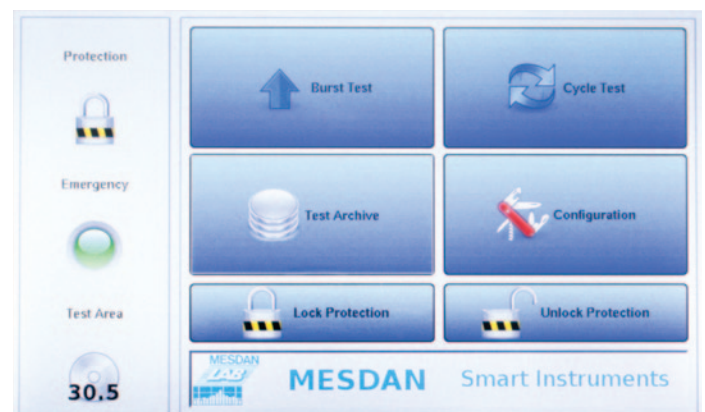 Protection
Emergency
Test Area
30.5
Burst Test
Cycle Test
Test Archive
Configuration
Lock Protection
Unlock Protection
MESDAN
LAB
MESDAN
Smart Instruments